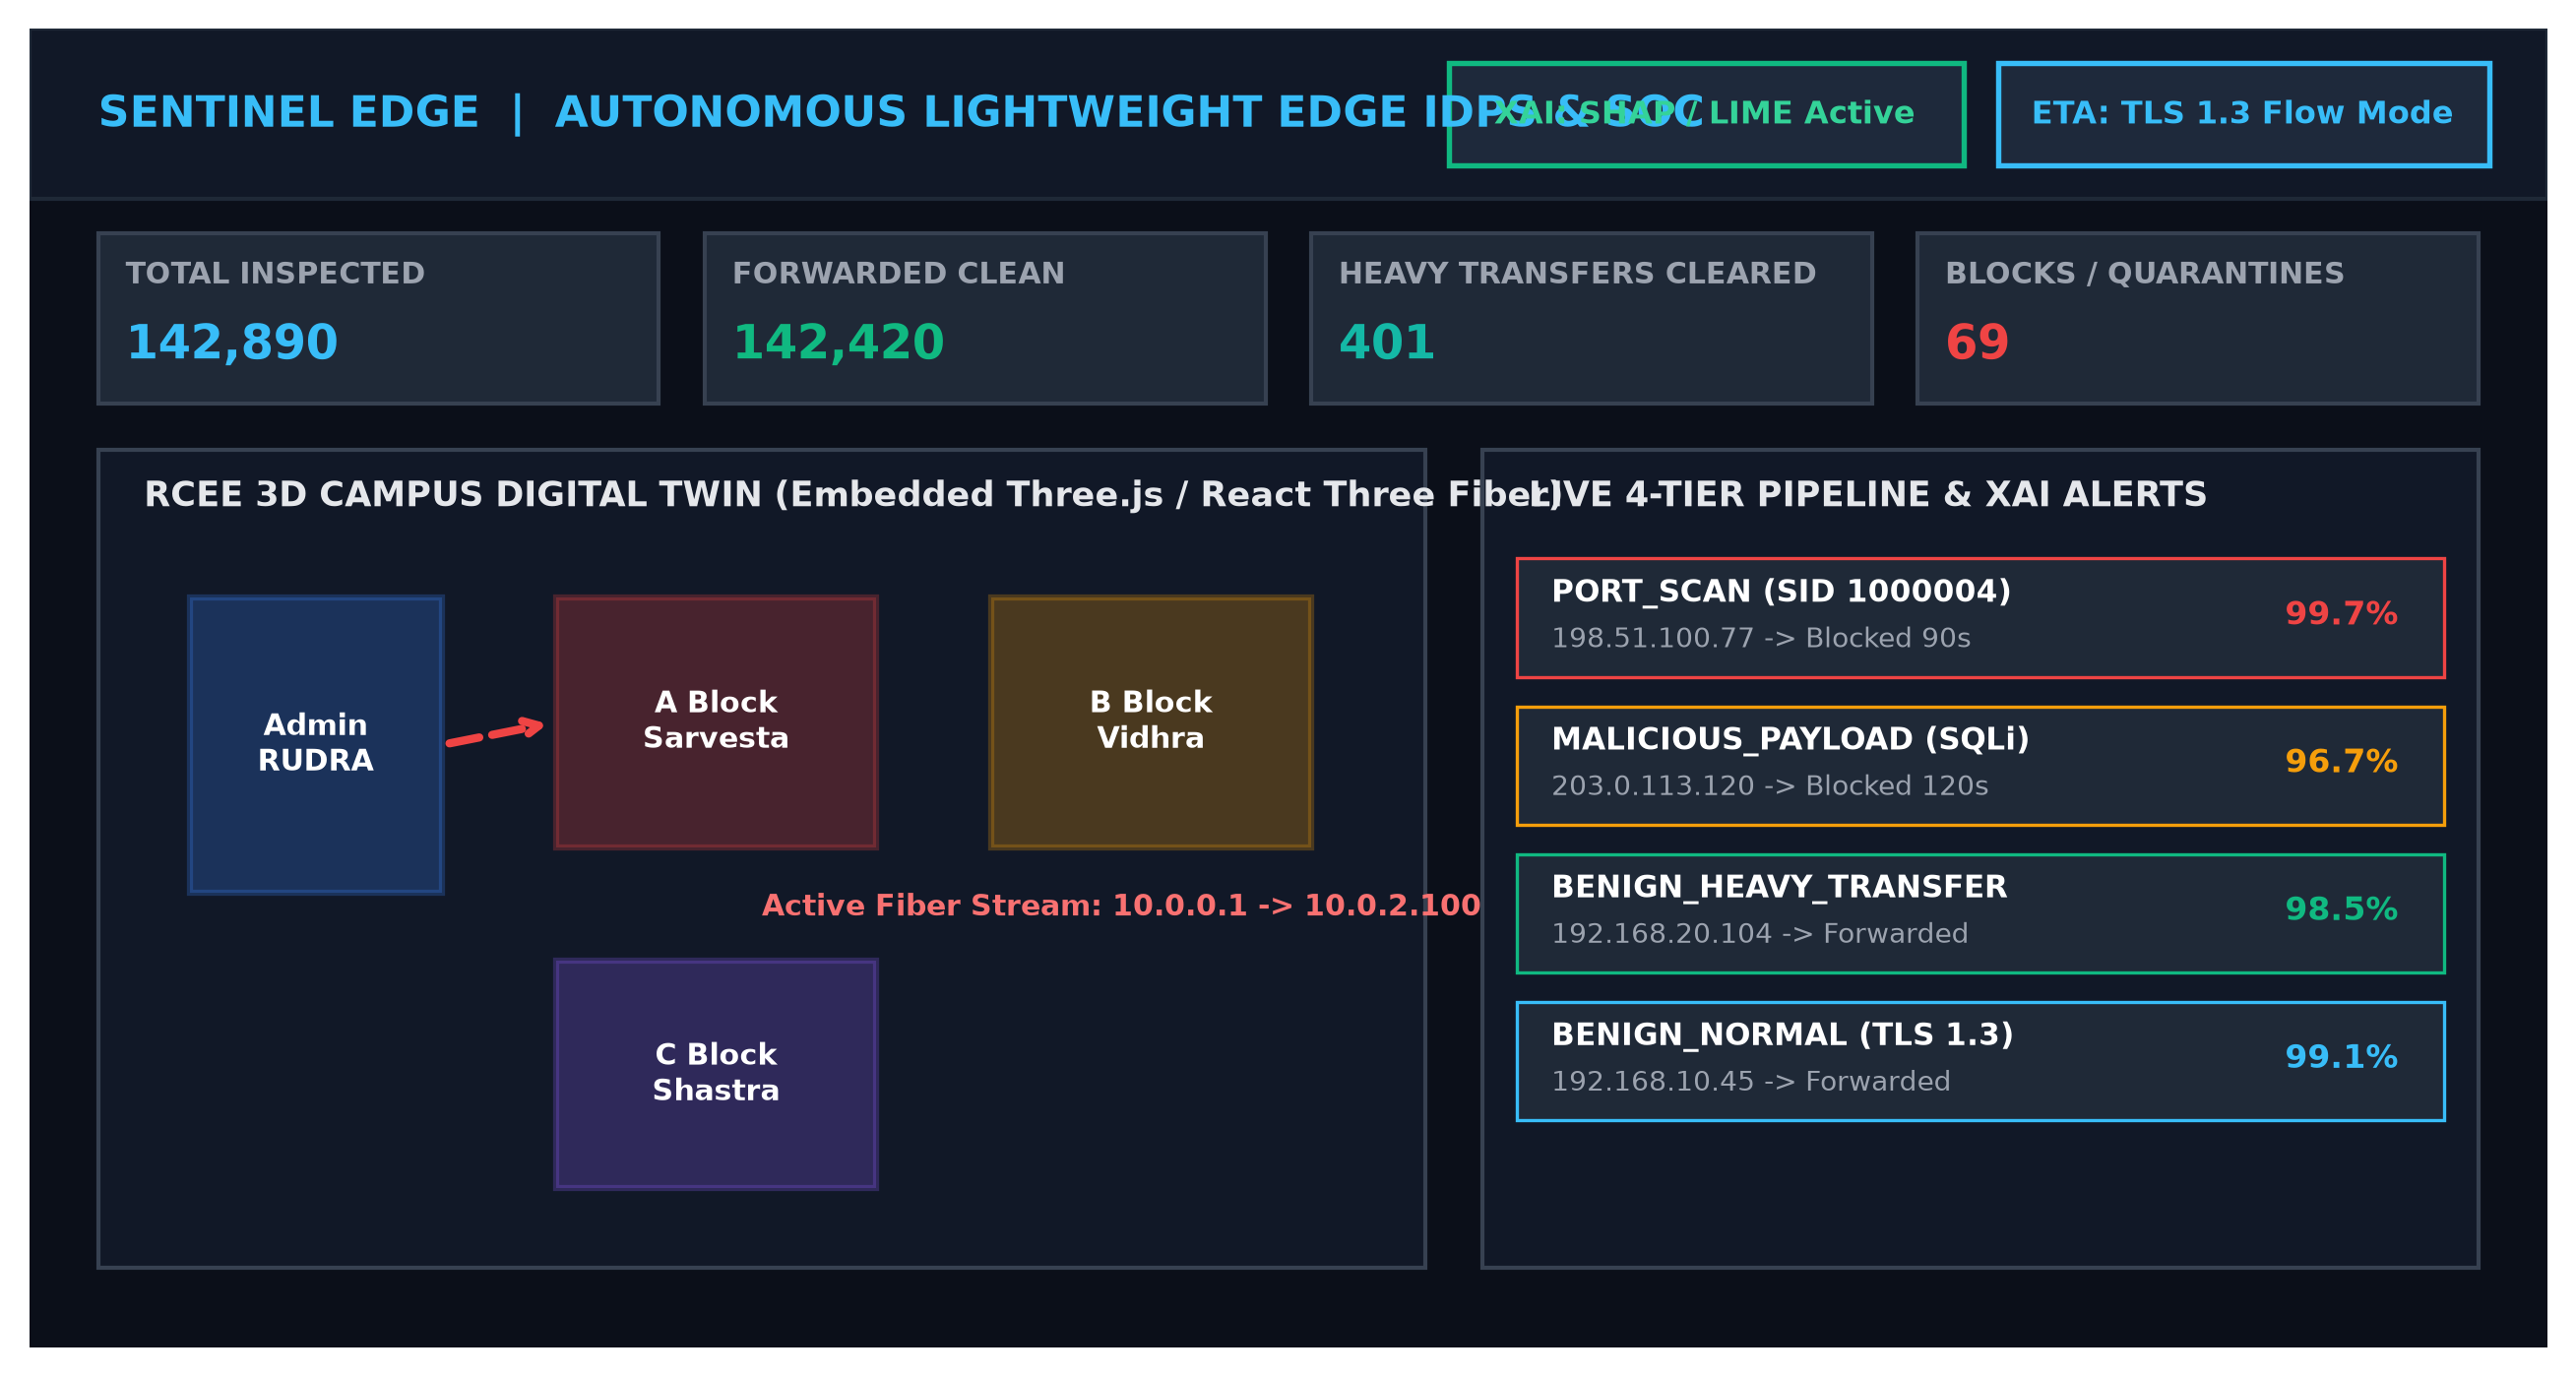 SENTINEL EDGE | AUTONOMOUS LIGHTWEIGHT EDGE IDPS & SOC
XAI: SHAP / LIME Active
ETA: TLS 1.3 Flow Mode
TOTAL INSPECTED
142,890
FORWARDED CLEAN
142,420
HEAVY TRANSFERS CLEARED
401
BLOCKS / QUARANTINES
69
RCEE 3D CAMPUS DIGITAL TWIN (Embedded Three.js / React Three Fiber)
Admin
RUDRA
A Block
Sarvesta
B Block
Vidhra
Active Fiber Stream: 10.0.0.1 -> 10.0.2.100
C Block
Shastra
LIVE 4-TIER PIPELINE & XAI ALERTS
PORT_SCAN (SID 1000004)
198.51.100.77 -> Blocked 90s
99.7%
MALICIOUS_PAYLOAD (SQLi)
203.0.113.120 -> Blocked 120s
96.7%
BENIGN_HEAVY_TRANSFER
192.168.20.104 -> Forwarded
98.5%
BENIGN_NORMAL (TLS 1.3)
192.168.10.45 -> Forwarded
99.1%